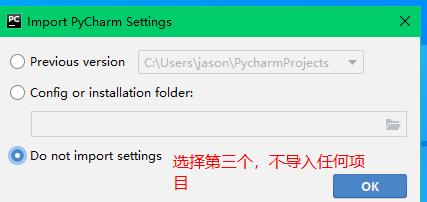 PC Import PyCharm Settings
Previous version C:\Users\jason\PycharmProjects
Config or installation folder:
Do not import settings 选择第三个，不导入任何项
目
OK